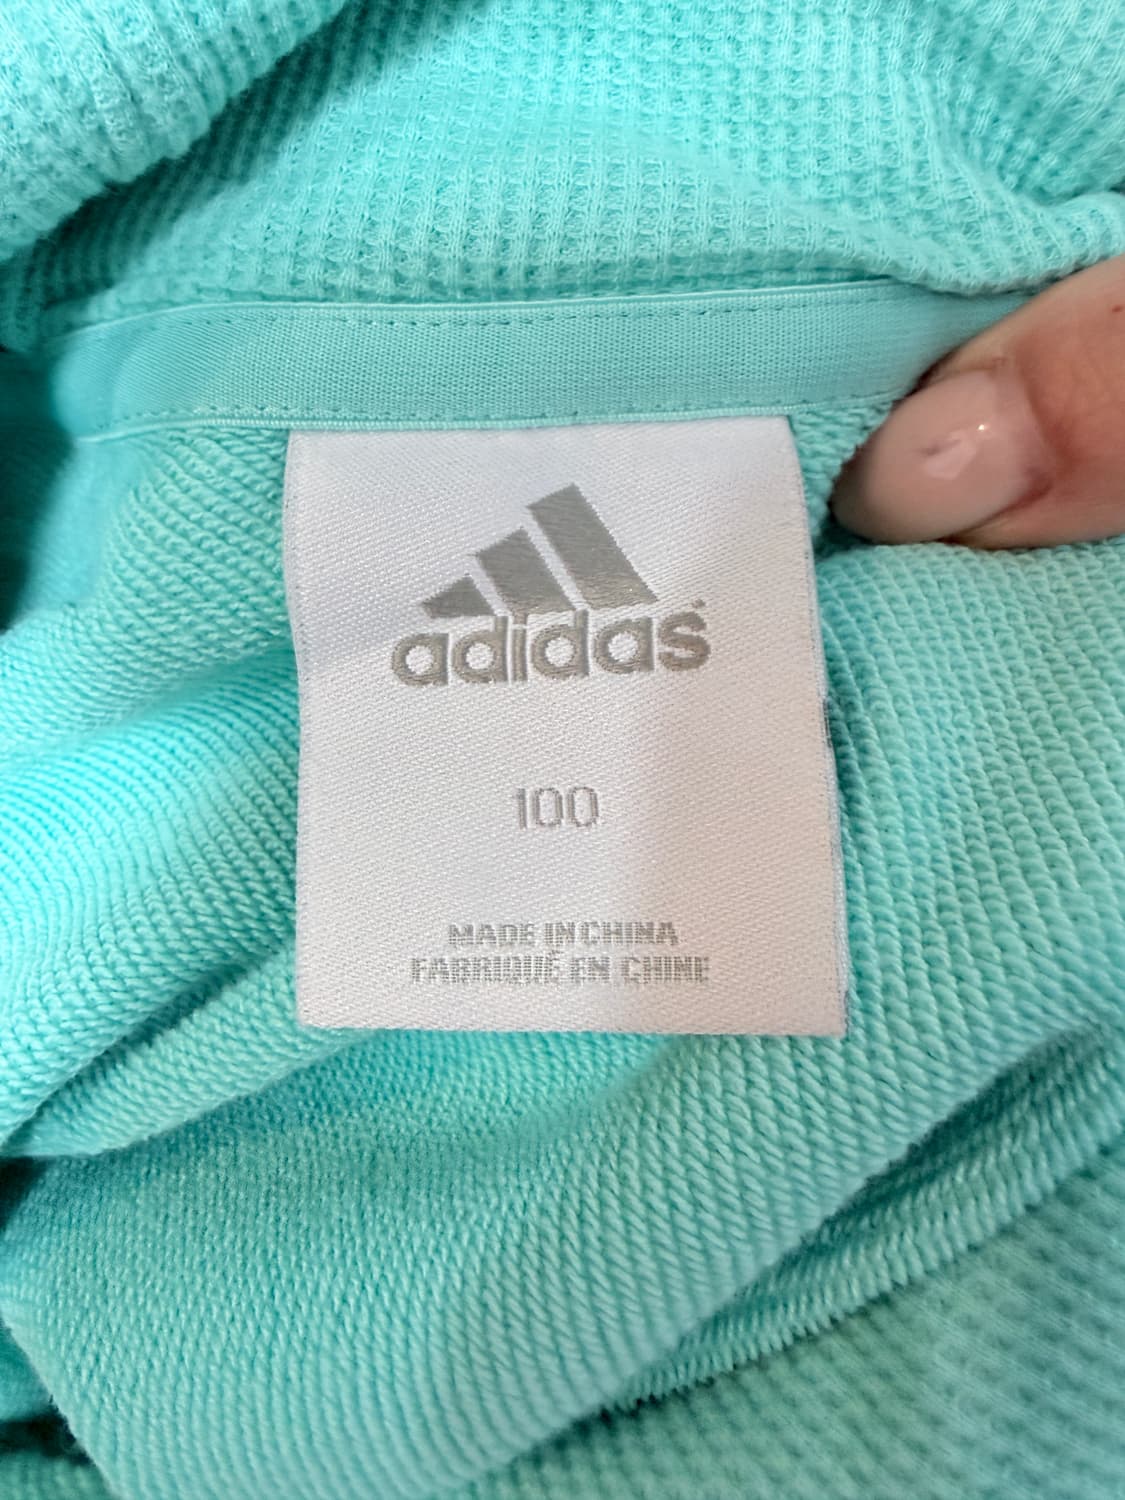 adidas
100
MADE IN CHINA
FABRIQUÉ EN CHINE